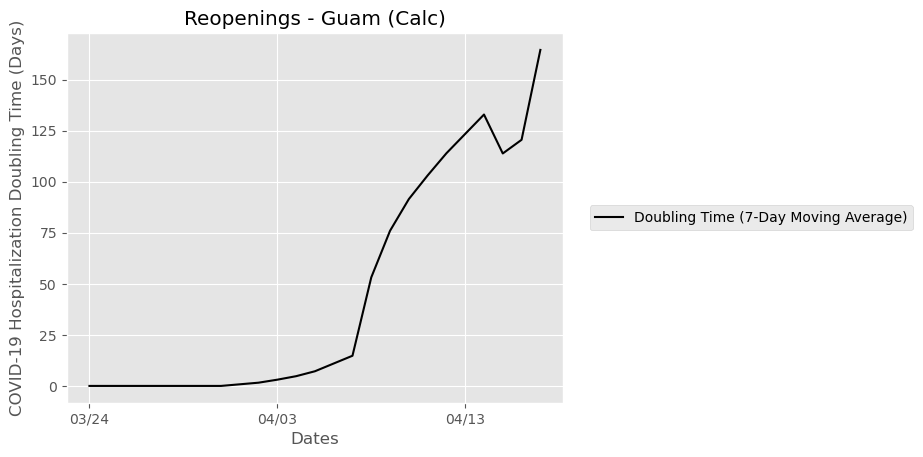 Reopenings - Guam (Calc)
COVID-19 Hospitalization Doubling Time (Days)
150
125
100
75
50
25
0
03/24 04/03 04/13
Dates
Doubling Time (7-Day Moving Average)